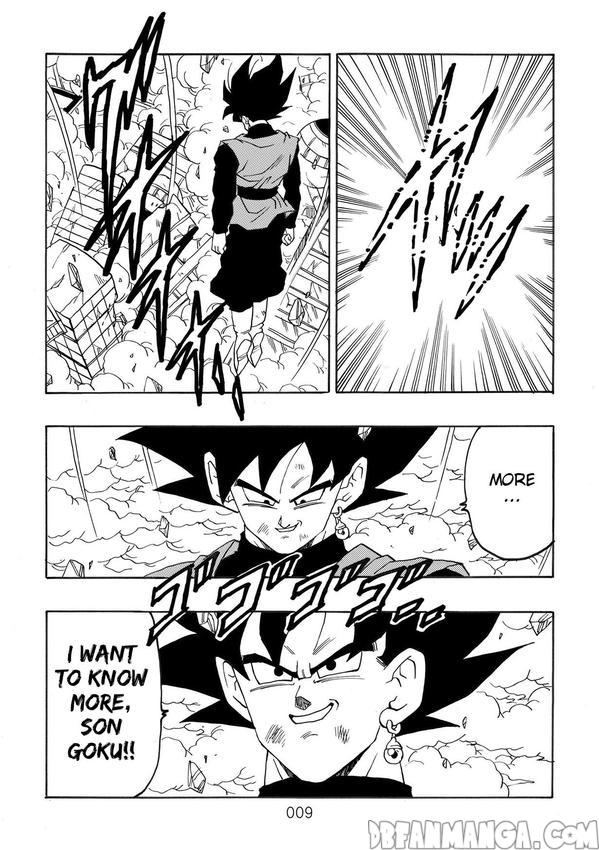 MORE
...
ゴゴゴゴ…
I WANT
TO KNOW
MORE,
SON
GOKU!!
009
DBFANMANGA.COM